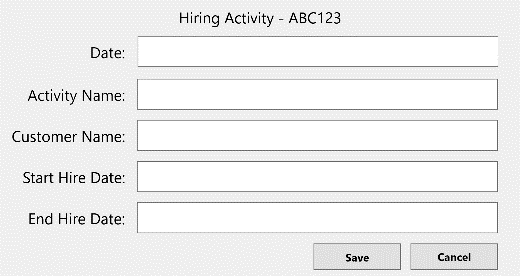 Hiring Activity - ABC123
Date:
Activity Name:
Customer Name:
Start Hire Date:
End Hire Date:
Save Cancel